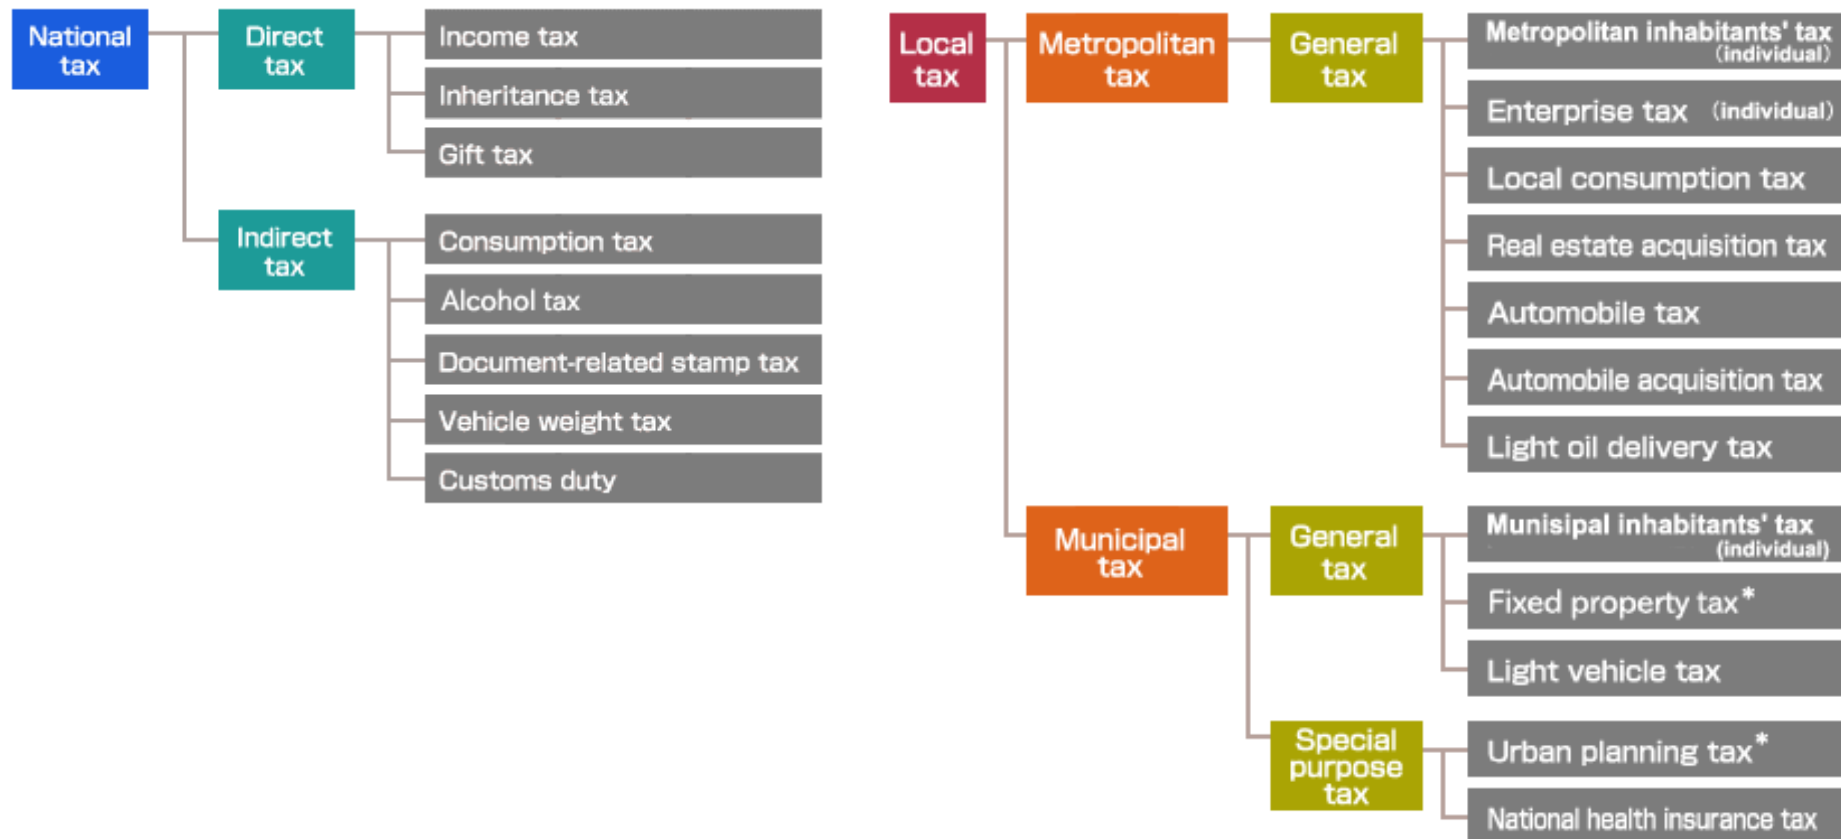 National
tax
Direct
tax
Income tax
Inheritance tax
Gift tax
Indirect
tax
Consumption tax
Alcohol tax
Document-related stamp tax
Vehicle weight tax
Customs duty
Local
tax
Metropolitan
tax
General
tax
Metropolitan inhabitants' tax
(individual)
Enterprise tax (individual)
Local consumption tax
Real estate acquisition tax
Automobile tax
Automobile acquisition tax
Light oil delivery tax
Municipal
tax
General
tax
Munisipal inhabitants' tax
(individual)
Fixed property tax*
Light vehicle tax
Special
purpose
tax
Urban planning tax*
National health insurance tax